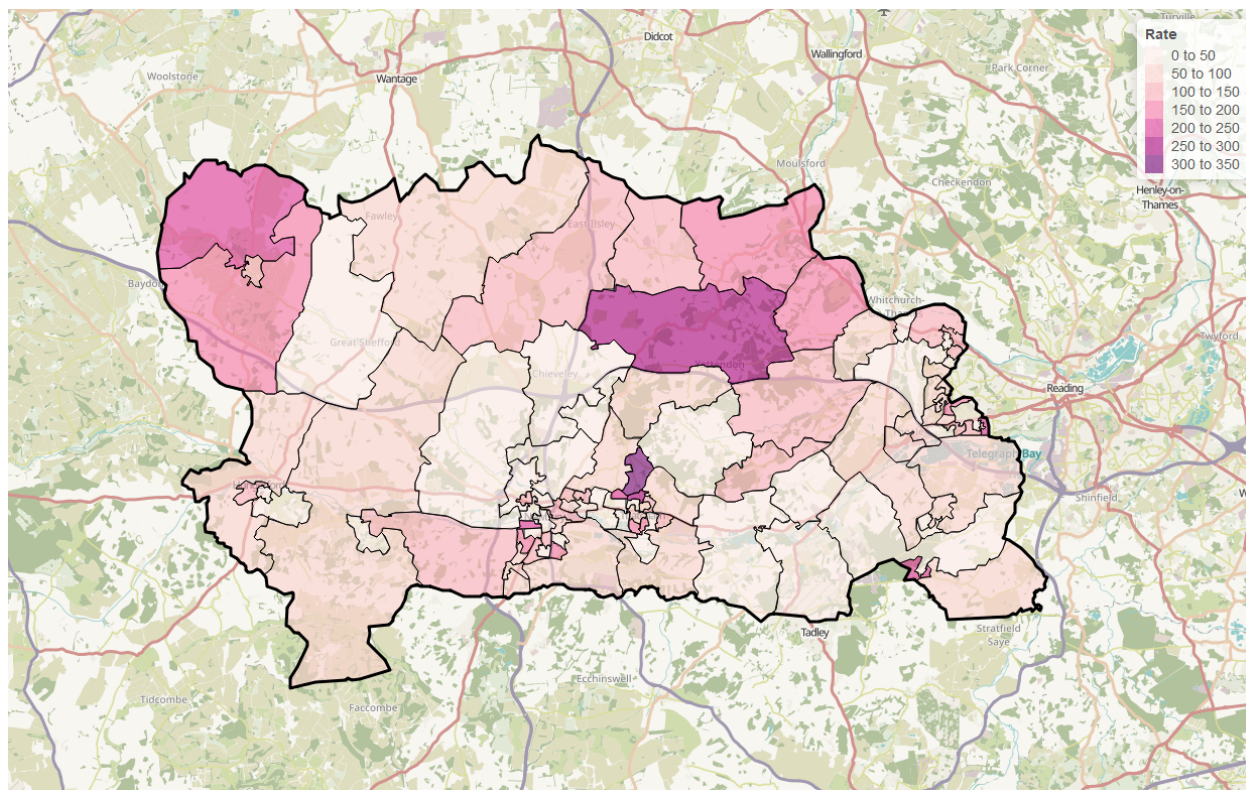 Didcot
Turville
Rate
0 to 50
50 to 100
100 to 150
150 to 200
200 to 250
250 to 300
300 to 350
Wallingford
Woolstone
Wantage
Park Corner
Moulsford
Checkendon
Henley-on-
Thames
Fawley
East Ilsley
Baydon
Whitchurch-
Great Shefford
Twyford
Chieveley
Yattendon
Reading
Telegraph Bay
Hungerford
Shinfield
Tadley
Stratfield
Saye
Ecchinswell
Tidcombe
Faccombe